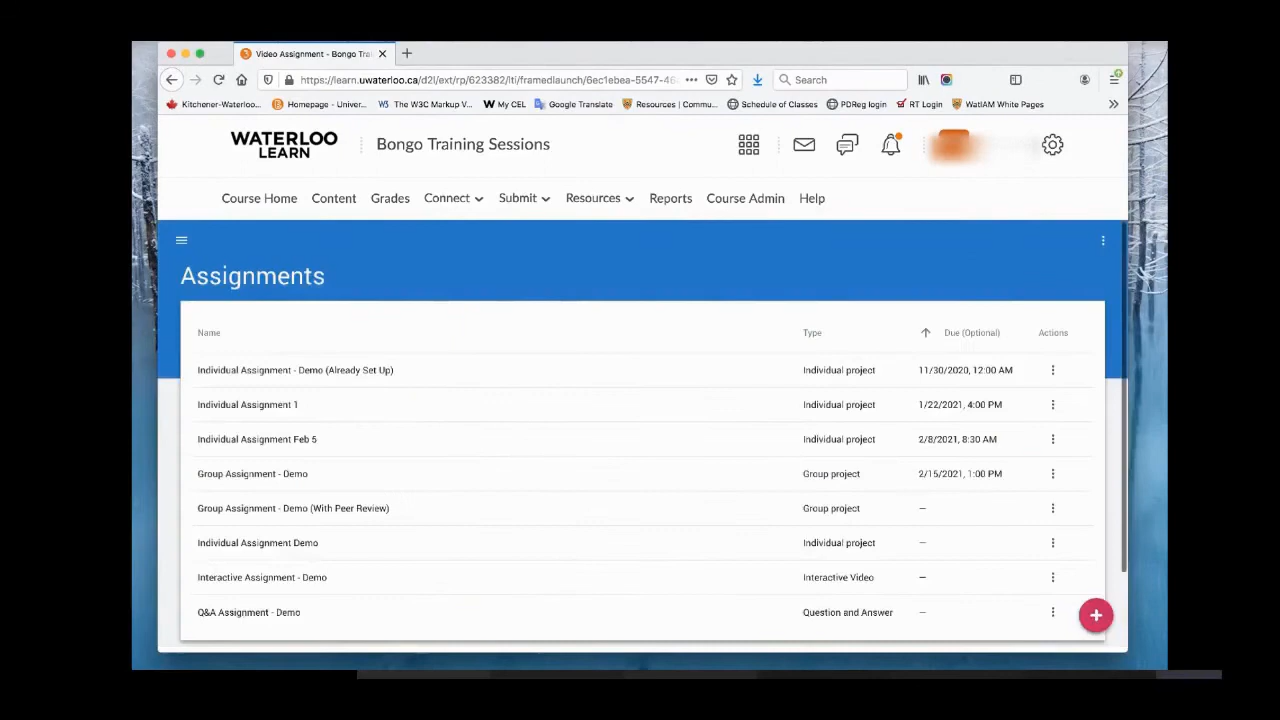 Video Assignment - Bongo Trai
https://learn.uwaterloo.ca/d2l/ext/rp/623382/lti/framedlaunch/6ec1ebea-5547-46
Search
Kitchener-Waterloo... Homepage - Univer... The W3C Markup V... My CEL Google Translate Resources | Commu... Schedule of Classes PDReg login RT Login WatIAM White Pages
WATERLOO
LEARN
Bongo Training Sessions
Course Home Content Grades Connect Submit Resources Reports Course Admin Help
Assignments
Name Type Due (Optional) Actions
Individual Assignment - Demo (Already Set Up) Individual project 11/30/2020, 12:00 AM
Individual Assignment 1 Individual project 1/22/2021, 4:00 PM
Individual Assignment Feb 5 Individual project 2/8/2021, 8:30 AM
Group Assignment - Demo Group project 2/15/2021, 1:00 PM
Group Assignment - Demo (With Peer Review) Group project —
Individual Assignment Demo Individual project —
Interactive Assignment - Demo Interactive Video —
Q&A Assignment - Demo Question and Answer —